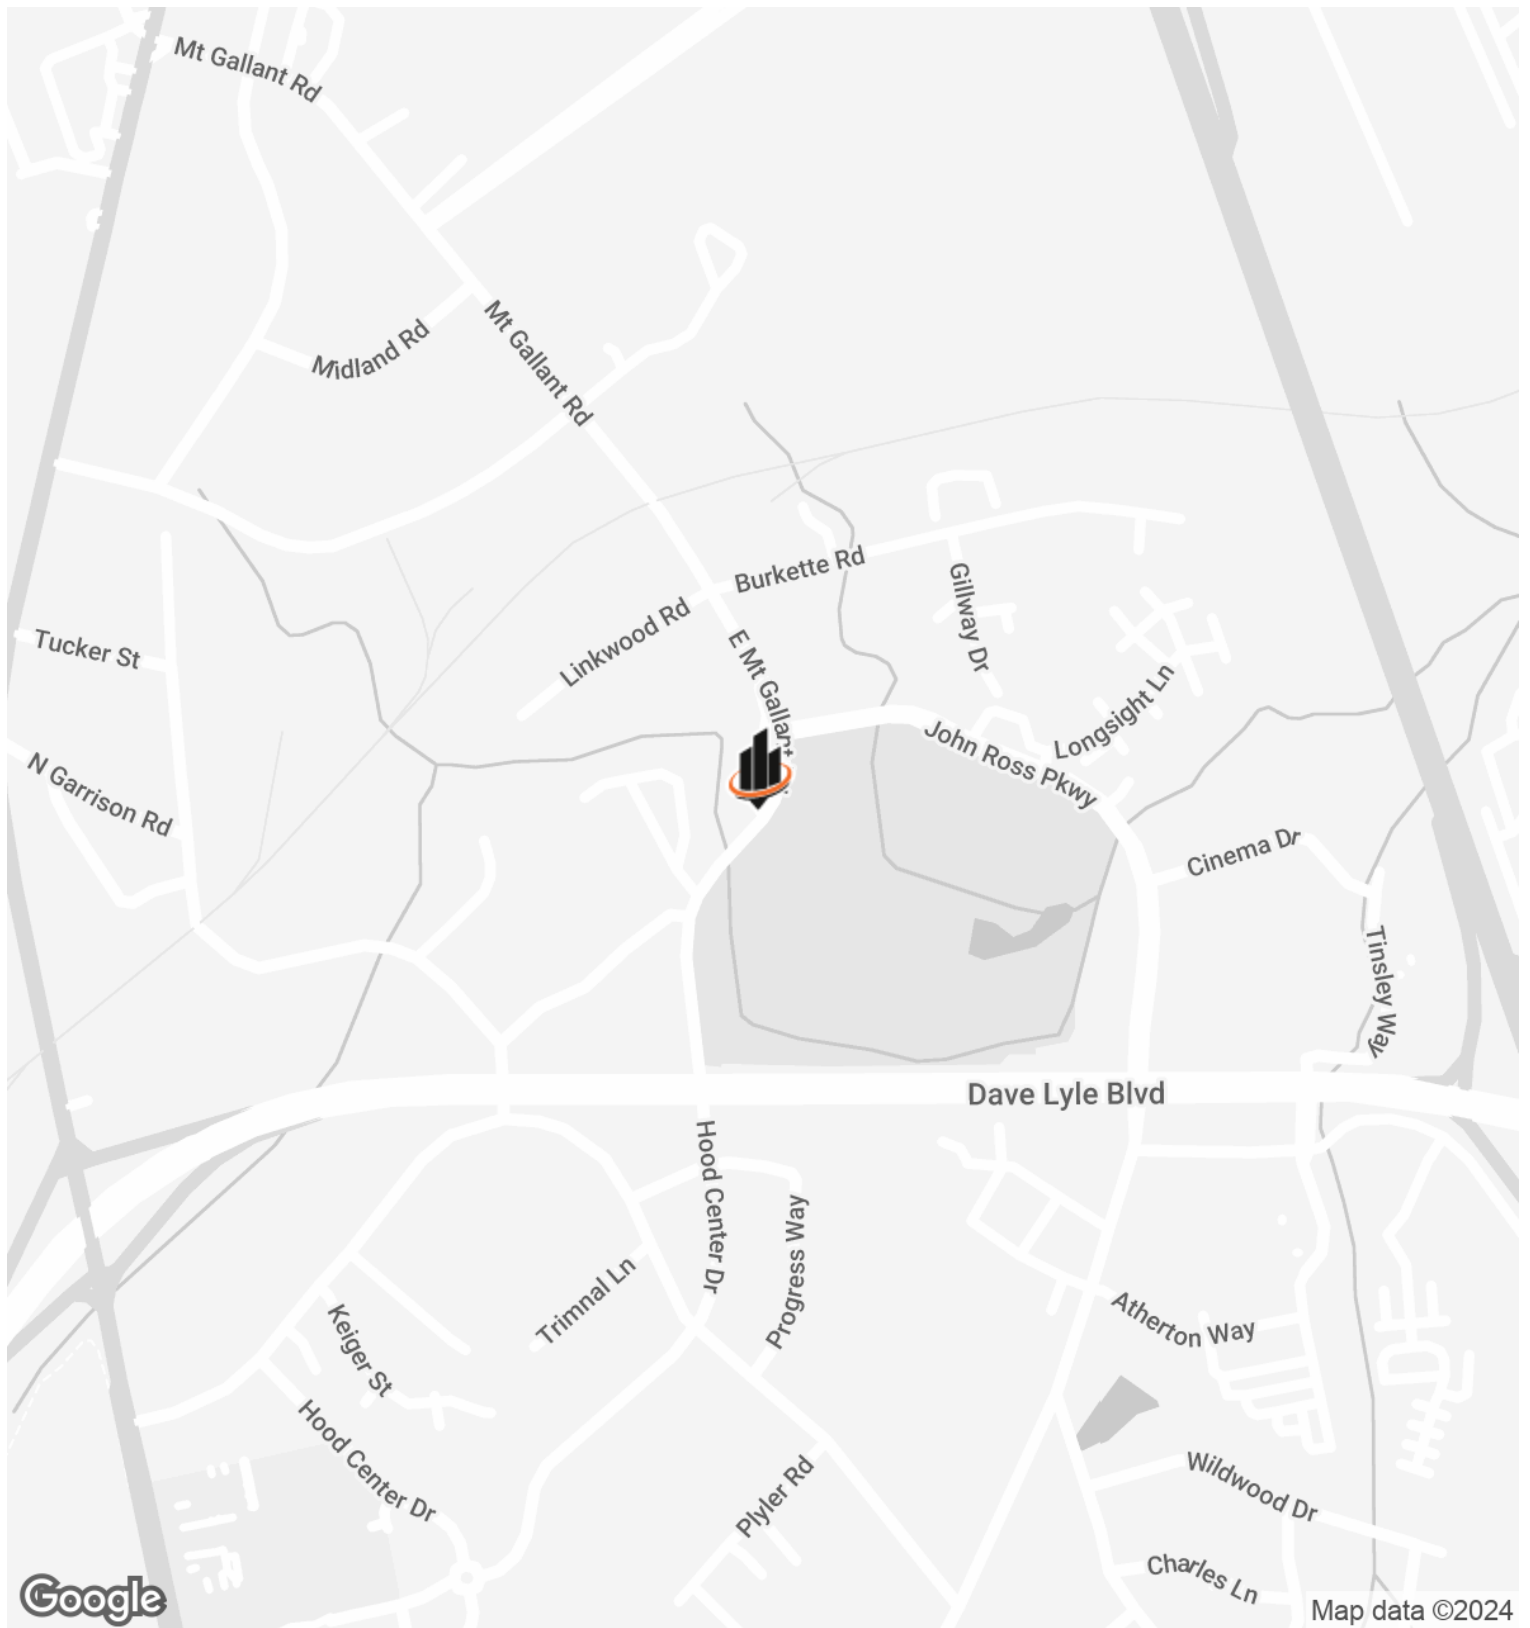 Mt Gallant Rd
Midland Rd
Mt Gallant Rd
Burkette Rd
Gillway Dr
Linkwood Rd
Tucker St
E Mt Gallant
Longsight Ln
John Ross Pkwy
N Garrison Rd
Cinema Dr
Tinsley Way
Dave Lyle Blvd
Hood Center Dr
Progress Way
Trimnal Ln
Atherton Way
Keiger St
Hood Center Dr
Plyler Rd
Wildwood Dr
Charles Ln
Google
Map data ©2024